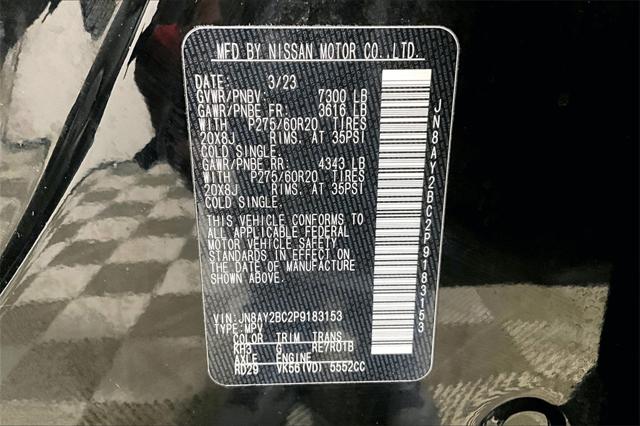 MFD BY NISSAN MOTOR CO.,LTD.
DATE: 3/23
GVWR/PNBV: 7300 LB
GAWR/PNBE FR: 3616 LB
WITH P275/60R20 TIRES
20X8J RIMS. AT 35PSI
COLD SINGLE.
GAWR/PNBE RR: 4343 LB
WITH P275/60R20 TIRES
20X8J RIMS. AT 35PSI
COLD SINGLE.
THIS VEHICLE CONFORMS TO
ALL APPLICABLE FEDERAL
MOTOR VEHICLE SAFETY
STANDARDS IN EFFECT ON
THE DATE OF MANUFACTURE
SHOWN ABOVE.
VIN: JN8AY2BC2P9183153
TYPE: MPV
COLOR TRIM TRANS
KH3 G RE7R01B
AXLE ENGINE
RD29 VK56(VD) 5552CC
JN8AY2BC2P9183153